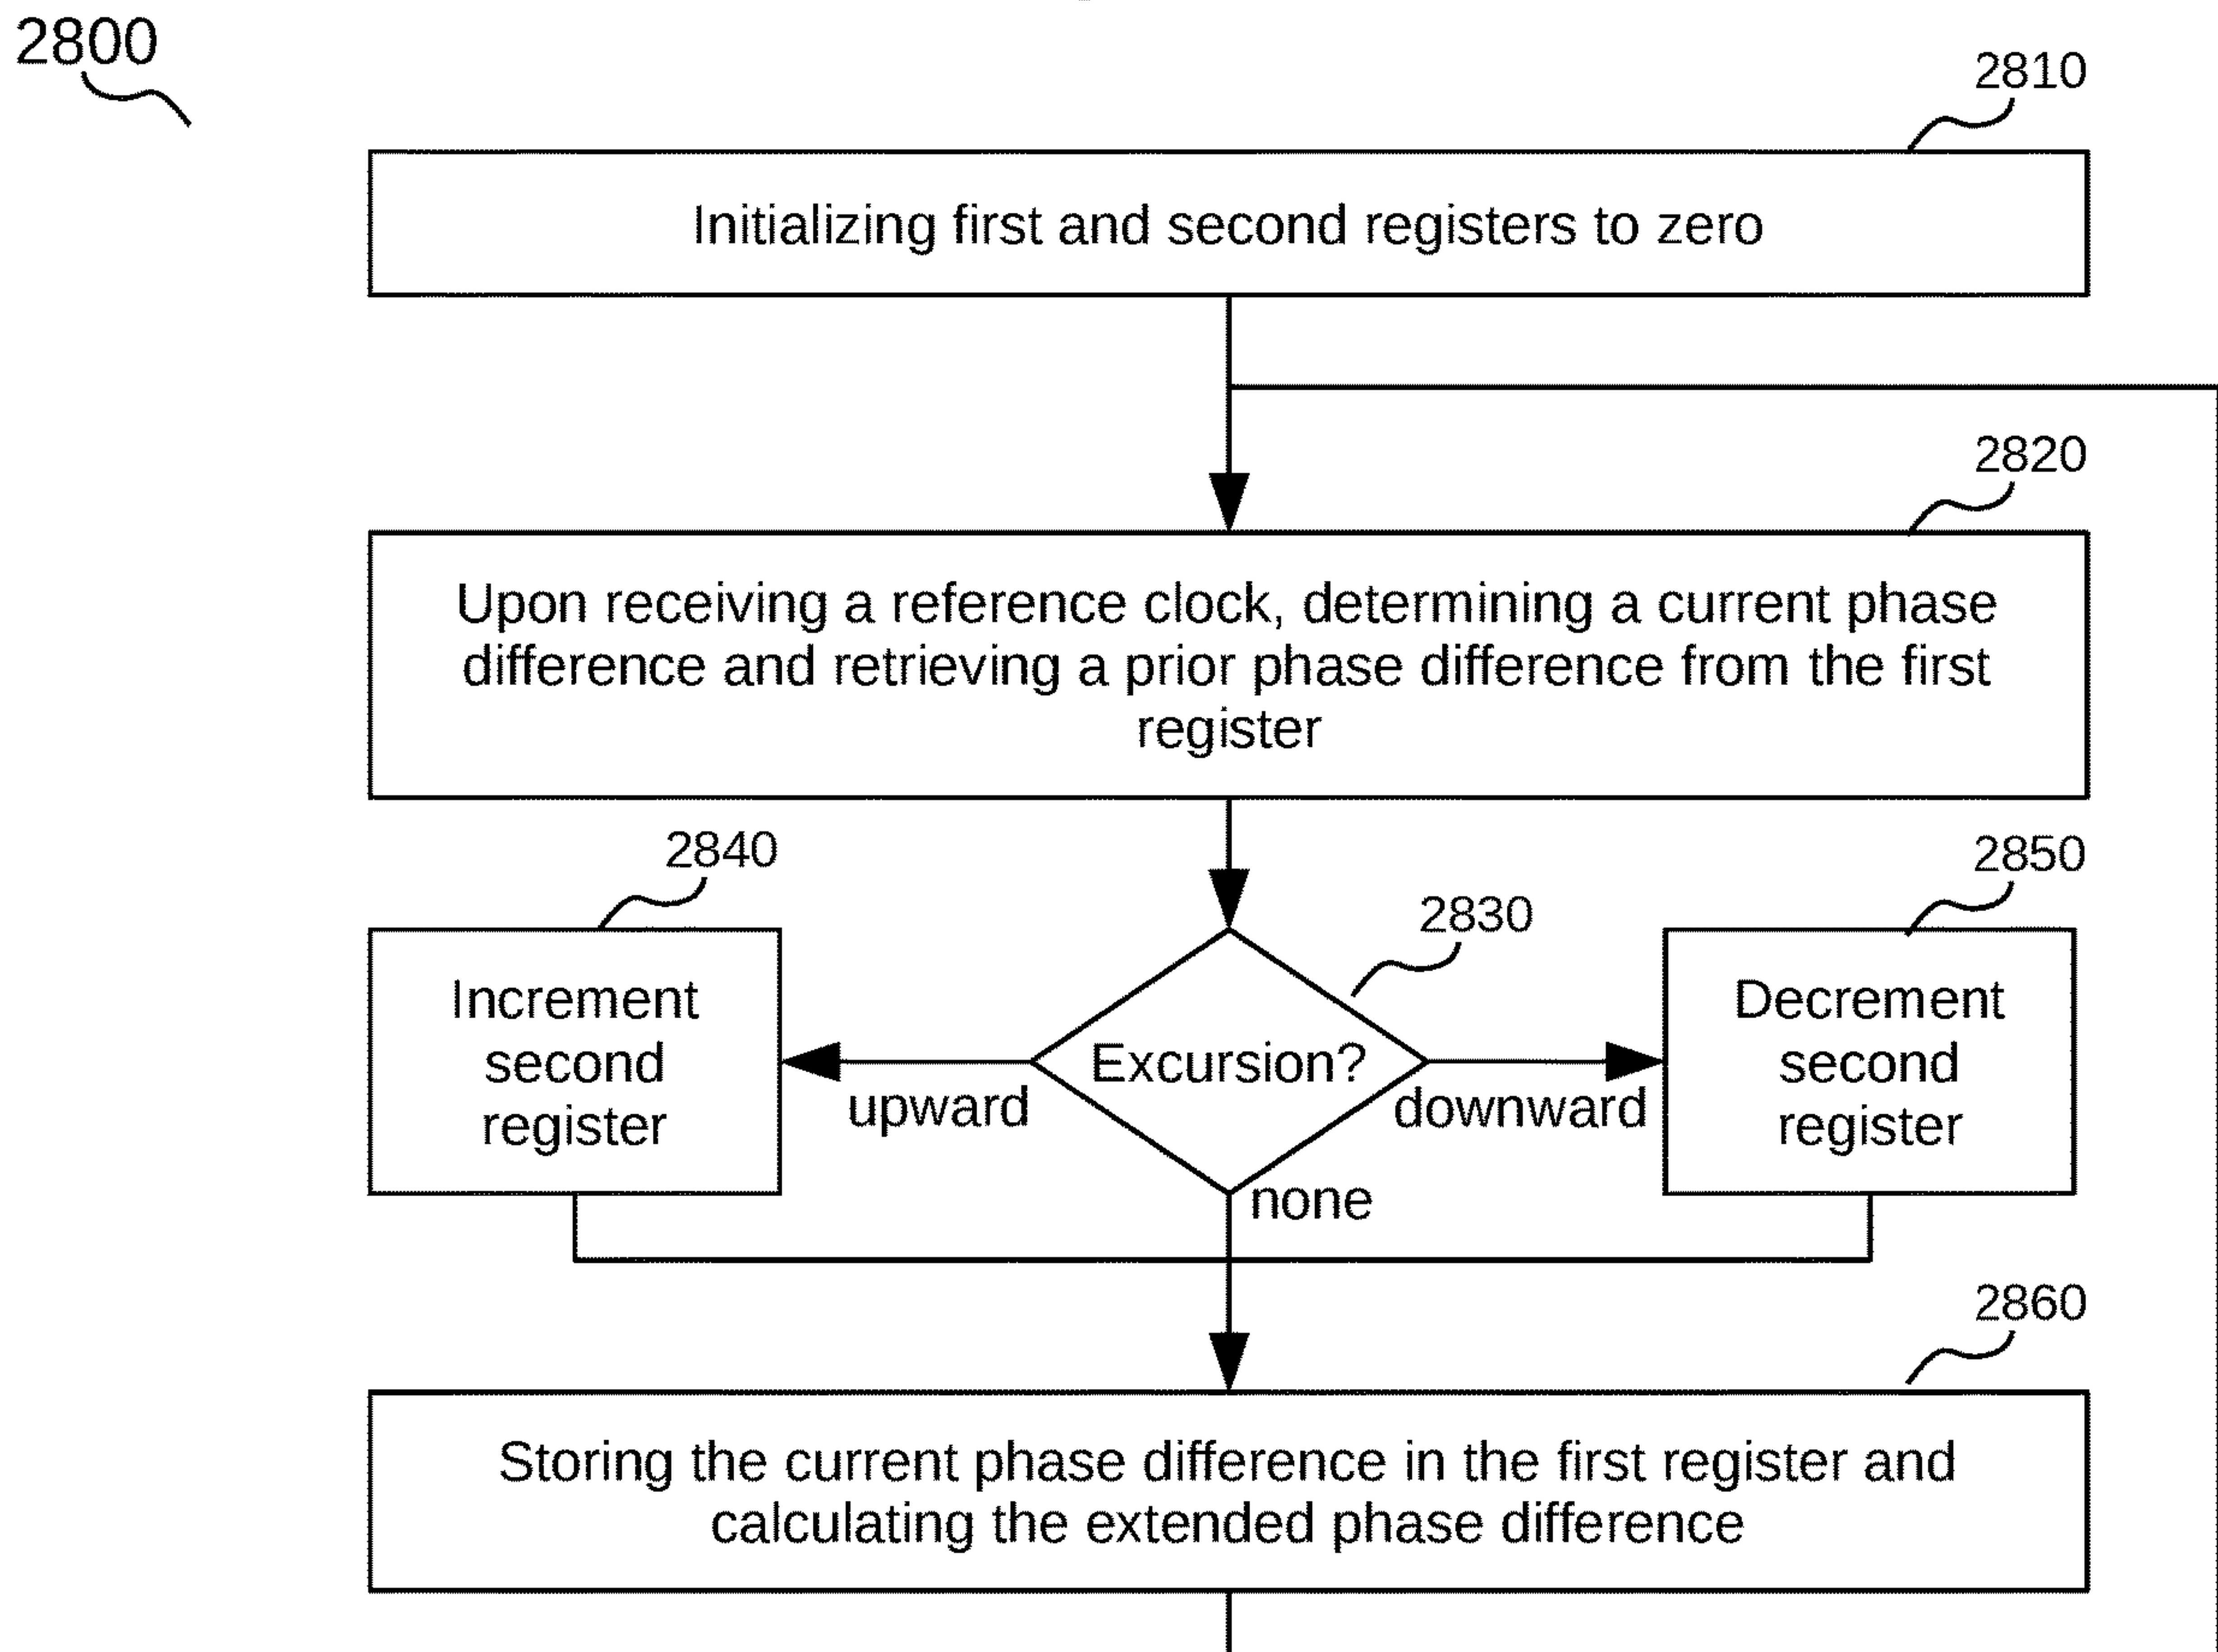 2800
2810
Initializing first and second registers to zero
2820
Upon receiving a reference clock, determining a current phase
difference and retrieving a prior phase difference from the first
register
2840
2850
2830
Increment
second
register
Excursion?
upward
downward
none
Decrement
second
register
2860
Storing the current phase difference in the first register and
calculating the extended phase difference